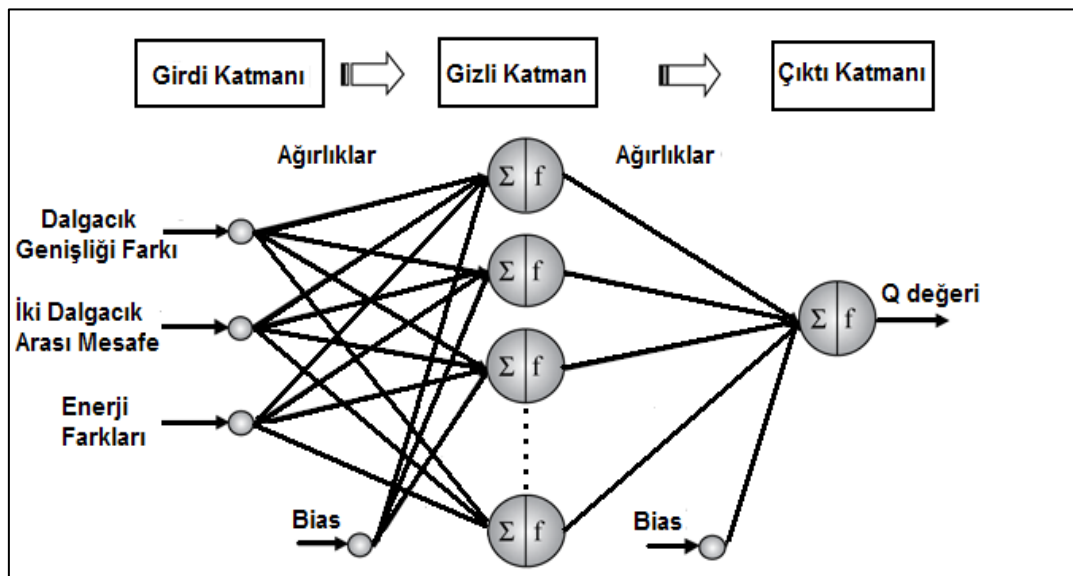 Girdi Katmanı
Gizli Katman
Çıktı Katmanı
Ağırlıklar
Ağırlıklar
Σ f
Dalgacık
Genişliği Farkı
Σ f
Q değeri
Σ f
İki Dalgacık
Arası Mesafe
Σ f
Enerji
Farkları
Bias
Σ f
Bias